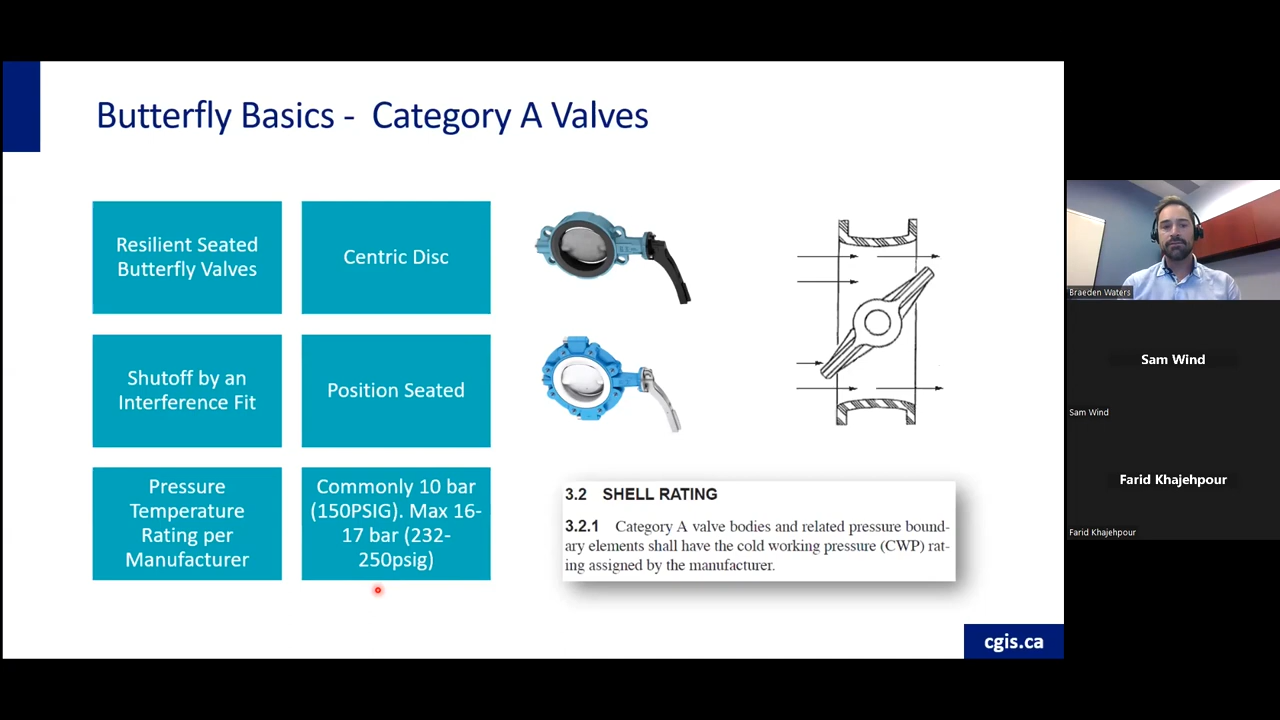 Butterfly Basics -  Category A Valves
Resilient Seated
Butterfly Valves
Centric Disc
Shutoff by an
Interference Fit
Position Seated
Pressure
Temperature
Rating per
Manufacturer
Commonly 10 bar
(150PSIG). Max 16-
17 bar (232-
250psig)
3.2 SHELL RATING
3.2.1 Category A valve bodies and related pressure bound-
ary elements shall have the cold working pressure (CWP) rat-
ing assigned by the manufacturer.
cgis.ca
Braeden Waters
Sam Wind
Sam Wind
Farid Khajehpour
Farid Khajehpour